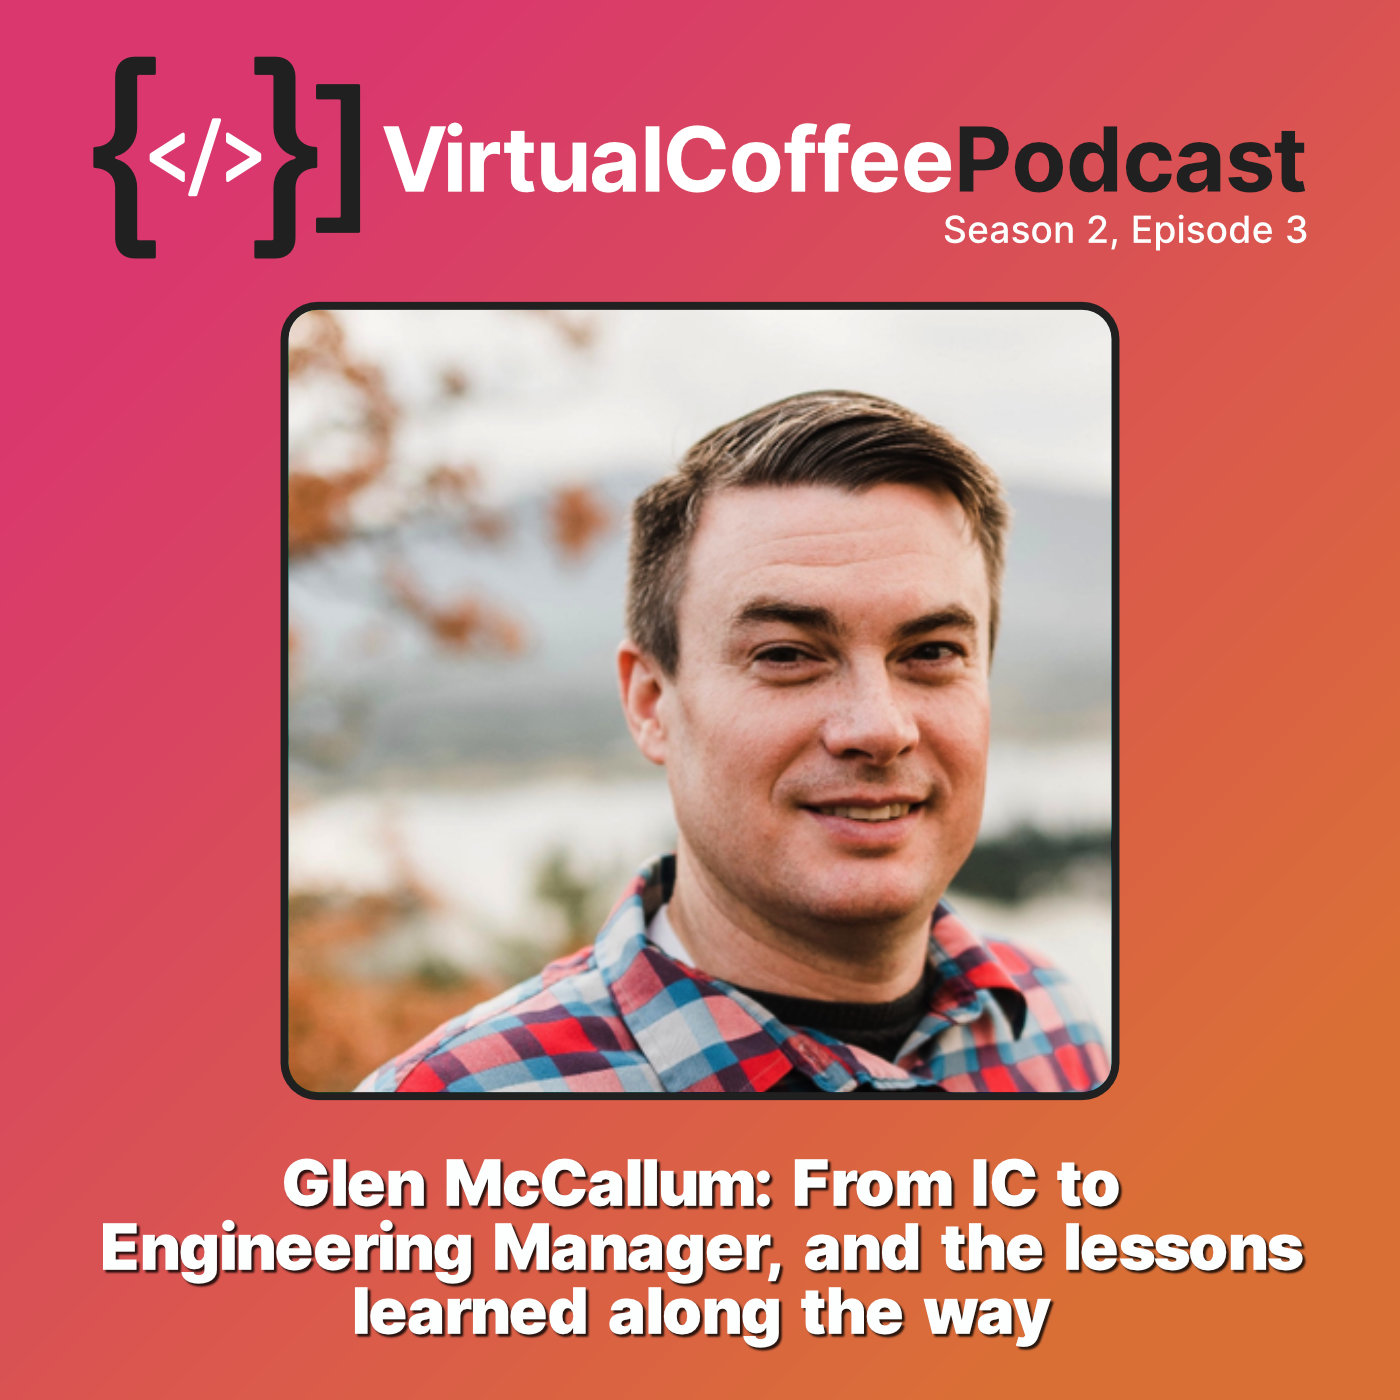 {</>}] VirtualCoffeePodcast
Season 2, Episode 3
Glen McCallum: From IC to
Engineering Manager, and the lessons
learned along the way